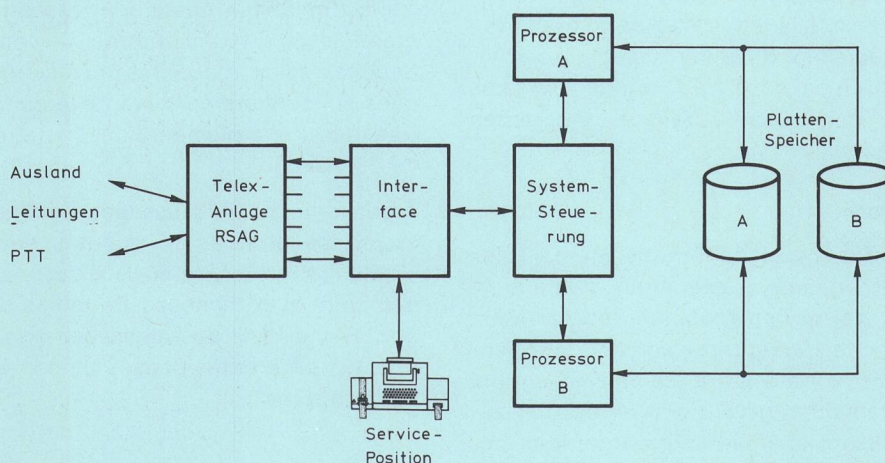 Prozessor
A
Platten-
Speicher
Ausland
Leitungen
PTT
Telex-
Anlage
RSAG
Inter-
face
System-
Steue-
rung
A
B
Prozessor
B
Service-
Position